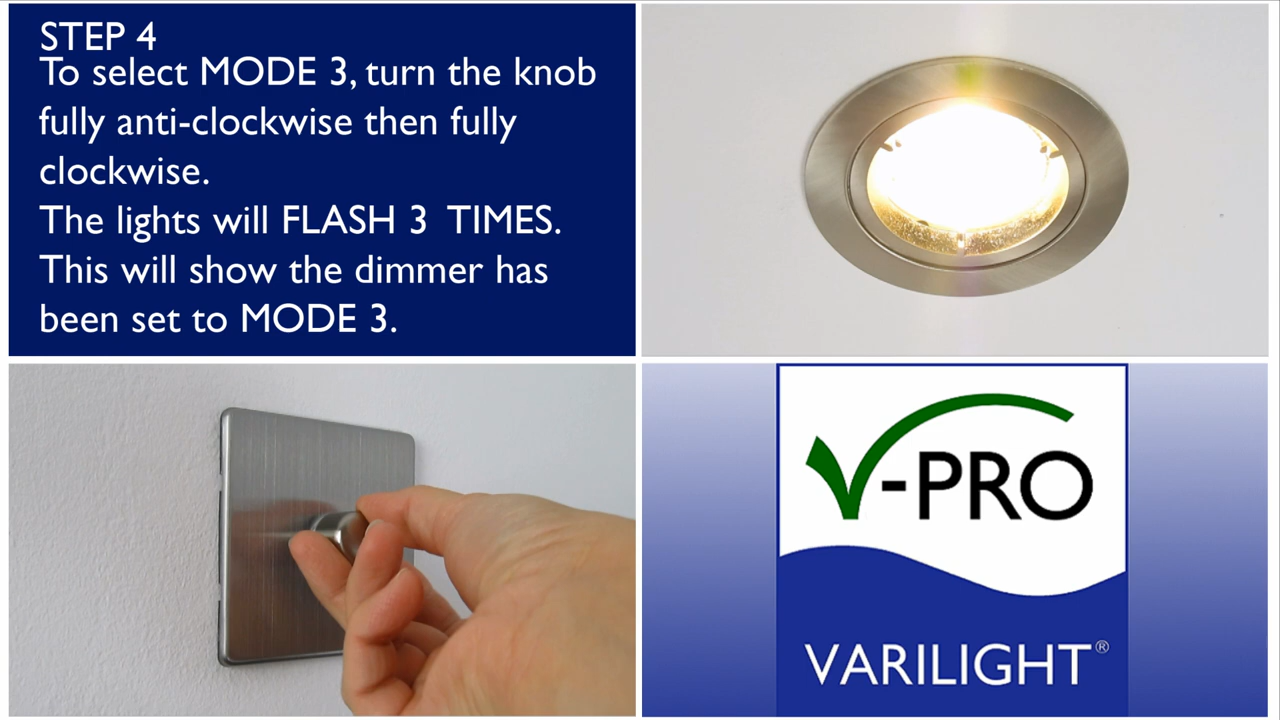 STEP 4
To select MODE 3, turn the knob
fully anti-clockwise then fully
clockwise.
The lights will FLASH 3 TIMES.
This will show the dimmer has
been set to MODE 3.
V-PRO
VARILIGHT®